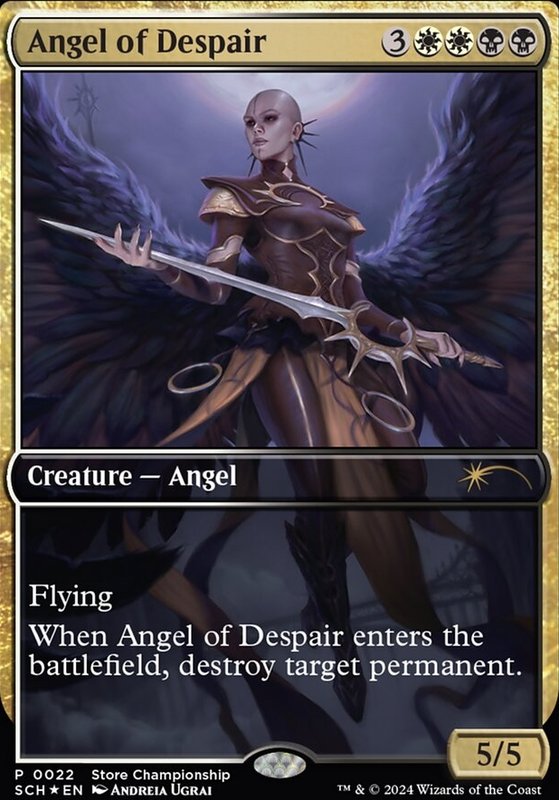 Angel of Despair 3
Creature — Angel
Flying
When Angel of Despair enters the
battlefield, destroy target permanent.
5/5
P 0022 Store Championship
SCH★EN Andreia Ugrai
™ & © 2024 Wizards of the Coast